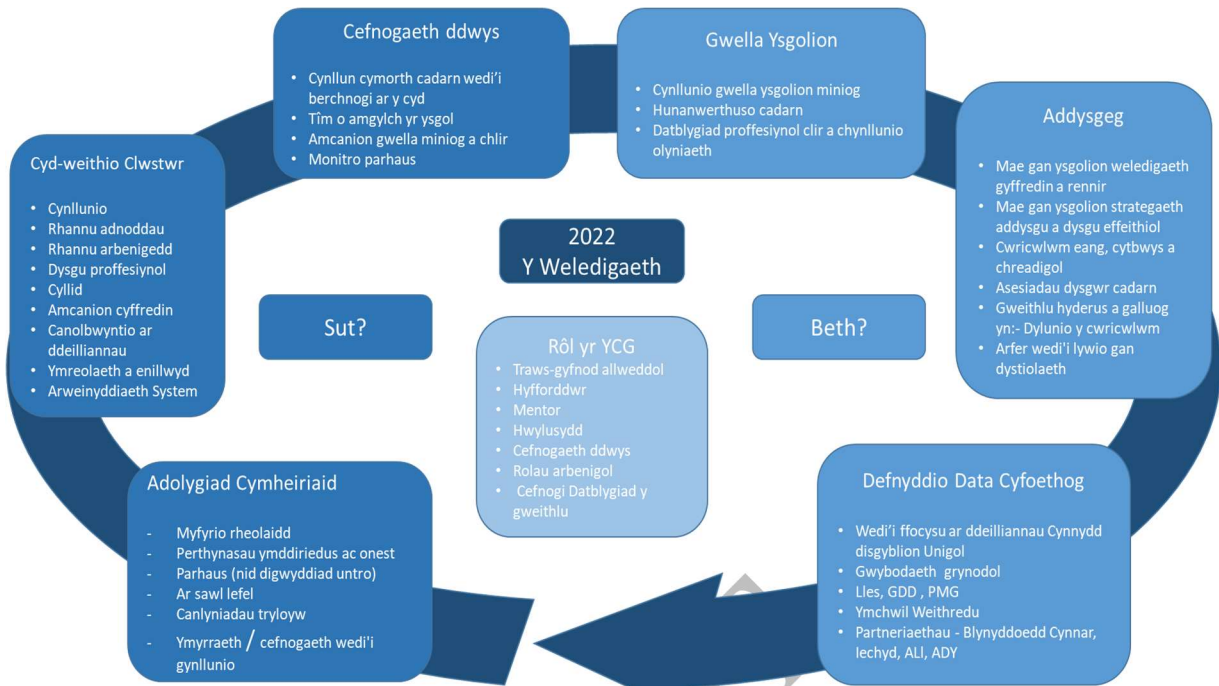 Cefnogaeth ddwys
• Cynllun cymorth cadarn wedi'i
berchnogi ar y cyd
• Tîm o amgylch yr ysgol
• Amcanion gwella miniog a chlir
• Monitro parhaus
Gwella Ysgolion
• Cynllunio gwella ysgolion miniog
• Hunanwerthuso cadarn
• Datblygiad proffesiynol clir a chynllunio
olyniaeth
Addysgeg
• Mae gan ysgolion weledigaeth
gyffredin a rennir
• Mae gan ysgolion strategaeth
addysgu a dysgu effeithiol
• Cwricwlwm eang, cytbwys a
chreadigol
• Asesiadau dysgwr cadarn
• Gweithlu hyderus a galluog
yn:- Dylunio y cwricwlwm
• Arfer wedi'i lywio gan
dystiolaeth
Cyd-weithio Clwstwr
• Cynllunio
• Rhannu adnoddau
• Rhannu arbenigedd
• Dysgu proffesiynol
• Cyllid
• Amcanion cyffredin
• Canolbwyntio ar
ddeilliannau
• Ymreolaeth a enillwyd
• Arweinyddiaeth System
2022
Y Weledigaeth
Sut?
Beth?
Rôl yr YCG
• Traws-gyfnod allweddol
• Hyfforddwr
• Mentor
• Hwylusydd
• Cefnogaeth ddwys
• Rolau arbenigol
• Cefnogi Datblygiad y
gweithlu
Adolygiad Cymheiriaid
- Myfyrio rheolaidd
- Perthynasau ymddiriedus ac onest
- Parhaus (nid digwyddiad untro)
- Ar sawl lefel
- Canlyniadau tryloyw
- Ymyrraeth / cefnogaeth wedi'i
gynllunio
Defnyddio Data Cyfoethog
• Wedi'i ffocysu ar ddeilliannau Cynnydd
disgyblion Unigol
• Gwybodaeth grynodol
• Lles, GDD , PMG
• Ymchwil Weithredu
• Partneriaethau - Blynyddoedd Cynnar,
Iechyd, ALl, ADY